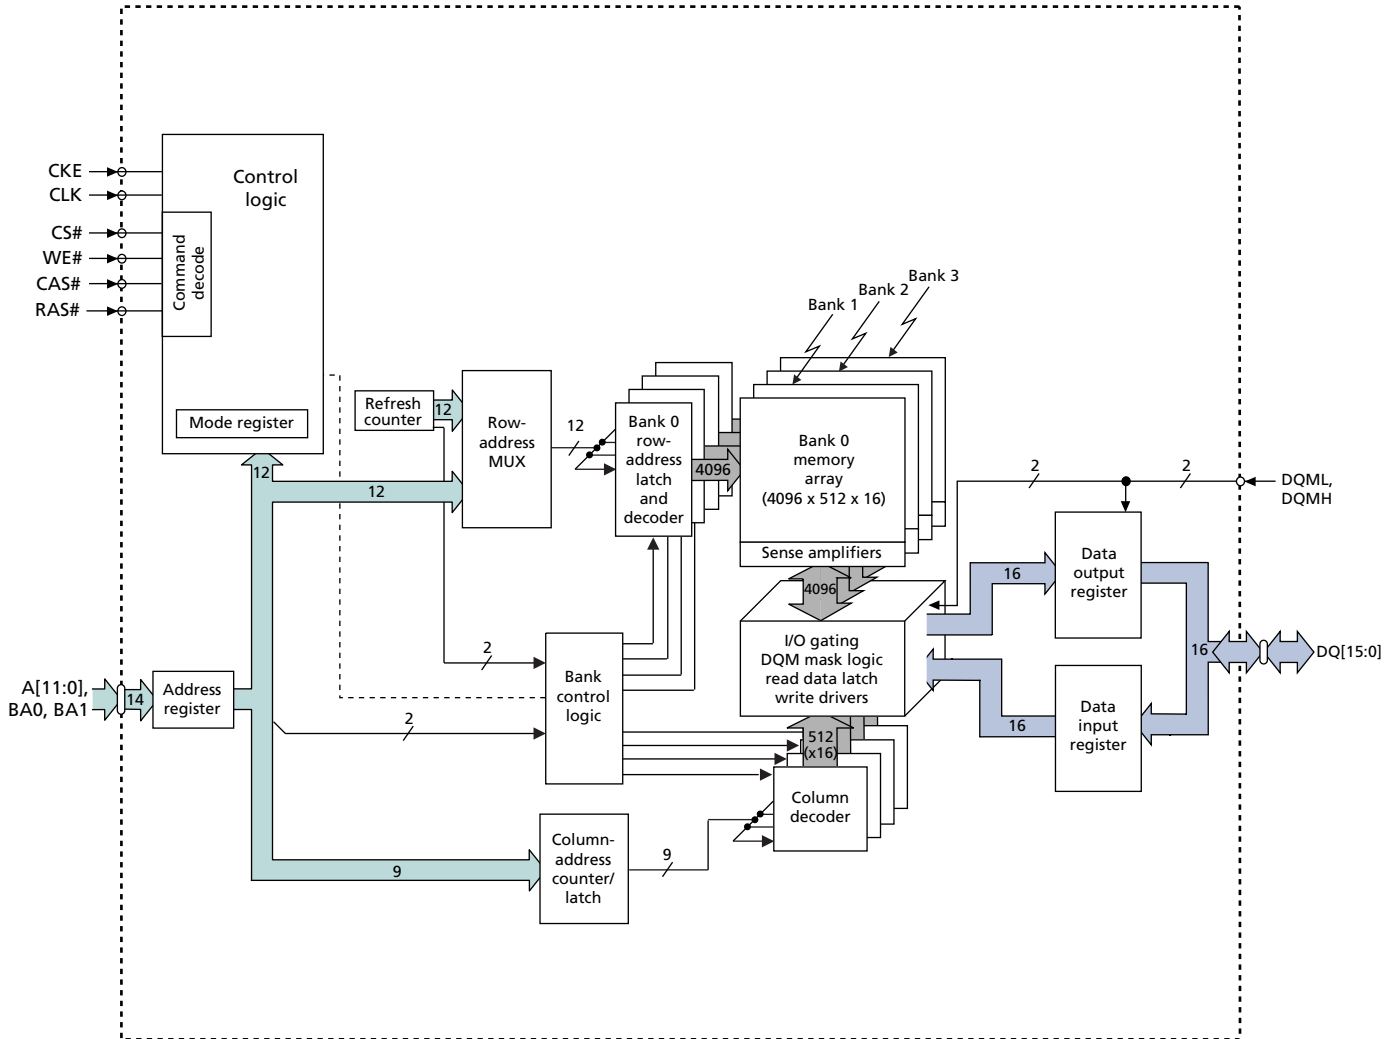 Control
logic
CKE
CLK
CS#
WE#
CAS#
RAS#
Command
decode
Mode register
Bank 3
Bank 2
Bank 1
Refresh
counter
12
Row-
address
MUX
12
Bank 0
row-
address
latch
and
decoder
4096
Bank 0
memory
array
(4096 x 512 x 16)
Sense amplifiers
12
12
4096
2
2
DQML,
DQMH
I/O gating
DQM mask logic
read data latch
write drivers
16
Data
output
register
16
DQ[15:0]
16
Data
input
register
A[11:0],
BA0, BA1
14
Address
register
2
2
Bank
control
logic
512
(x16)
Column
decoder
9
Column-
address
counter/
latch
9